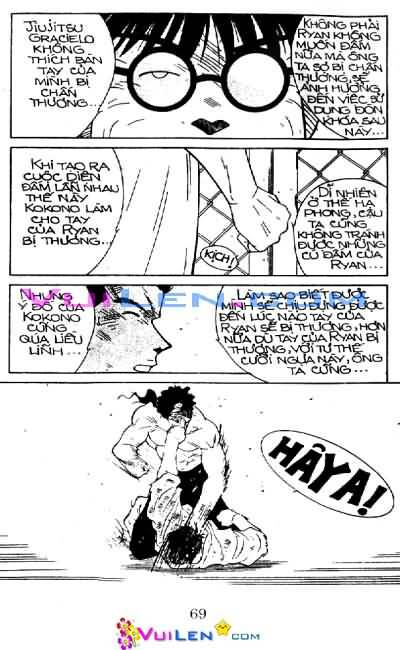 JIUJITSU
GRACIELO
KHÔNG
THÍCH BÀN
TAY CỦA
MÌNH BỊ
CHẤN
THƯƠNG...
KHÔNG PHẢI
RYAN KHÔNG
MUỐN ĐẤM
NỮA MÀ ÔNG
TA SỢ BỊ CHẤN
THƯƠNG, SẼ
ẢNH HƯỞNG
ĐẾN VIỆC SỬ
DỤNG ĐÒN
KHÓA SAU
NÀY...
KHI TẠO RA
CUỘC DIỆN
ĐẤM LẪN NHAU
THẾ NÀY
KOKONO LÀM
CHO TAY
CỦA RYAN
BỊ THƯƠNG...
KỊCH!
DĨ NHIÊN
Ở THẾ HẠ
PHONG, CẬU
TA CŨNG
KHÔNG TRÁNH
ĐƯỢC NHỮNG
CÚ ĐẤM CỦA
RYAN...
NHƯNG
Ý ĐỒ CỦA
KOKONO
CŨNG
QUÁ LIỀU
LĨNH...
LÀM SAO BIẾT ĐƯỢC
MÌNH SẼ CHỊU ĐỰNG ĐƯỢC
ĐẾN LÚC NÀO TAY CỦA
RYAN SẼ BỊ THƯƠNG, HƠN
NỮA DÙ TAY CỦA RYAN BỊ
THƯƠNG, VỚI TƯ THẾ
CƯỠI NGỰA NÀY, ÔNG
TA CŨNG...
VUILEN.COM
HÂYA!
69
VUILEN.COM